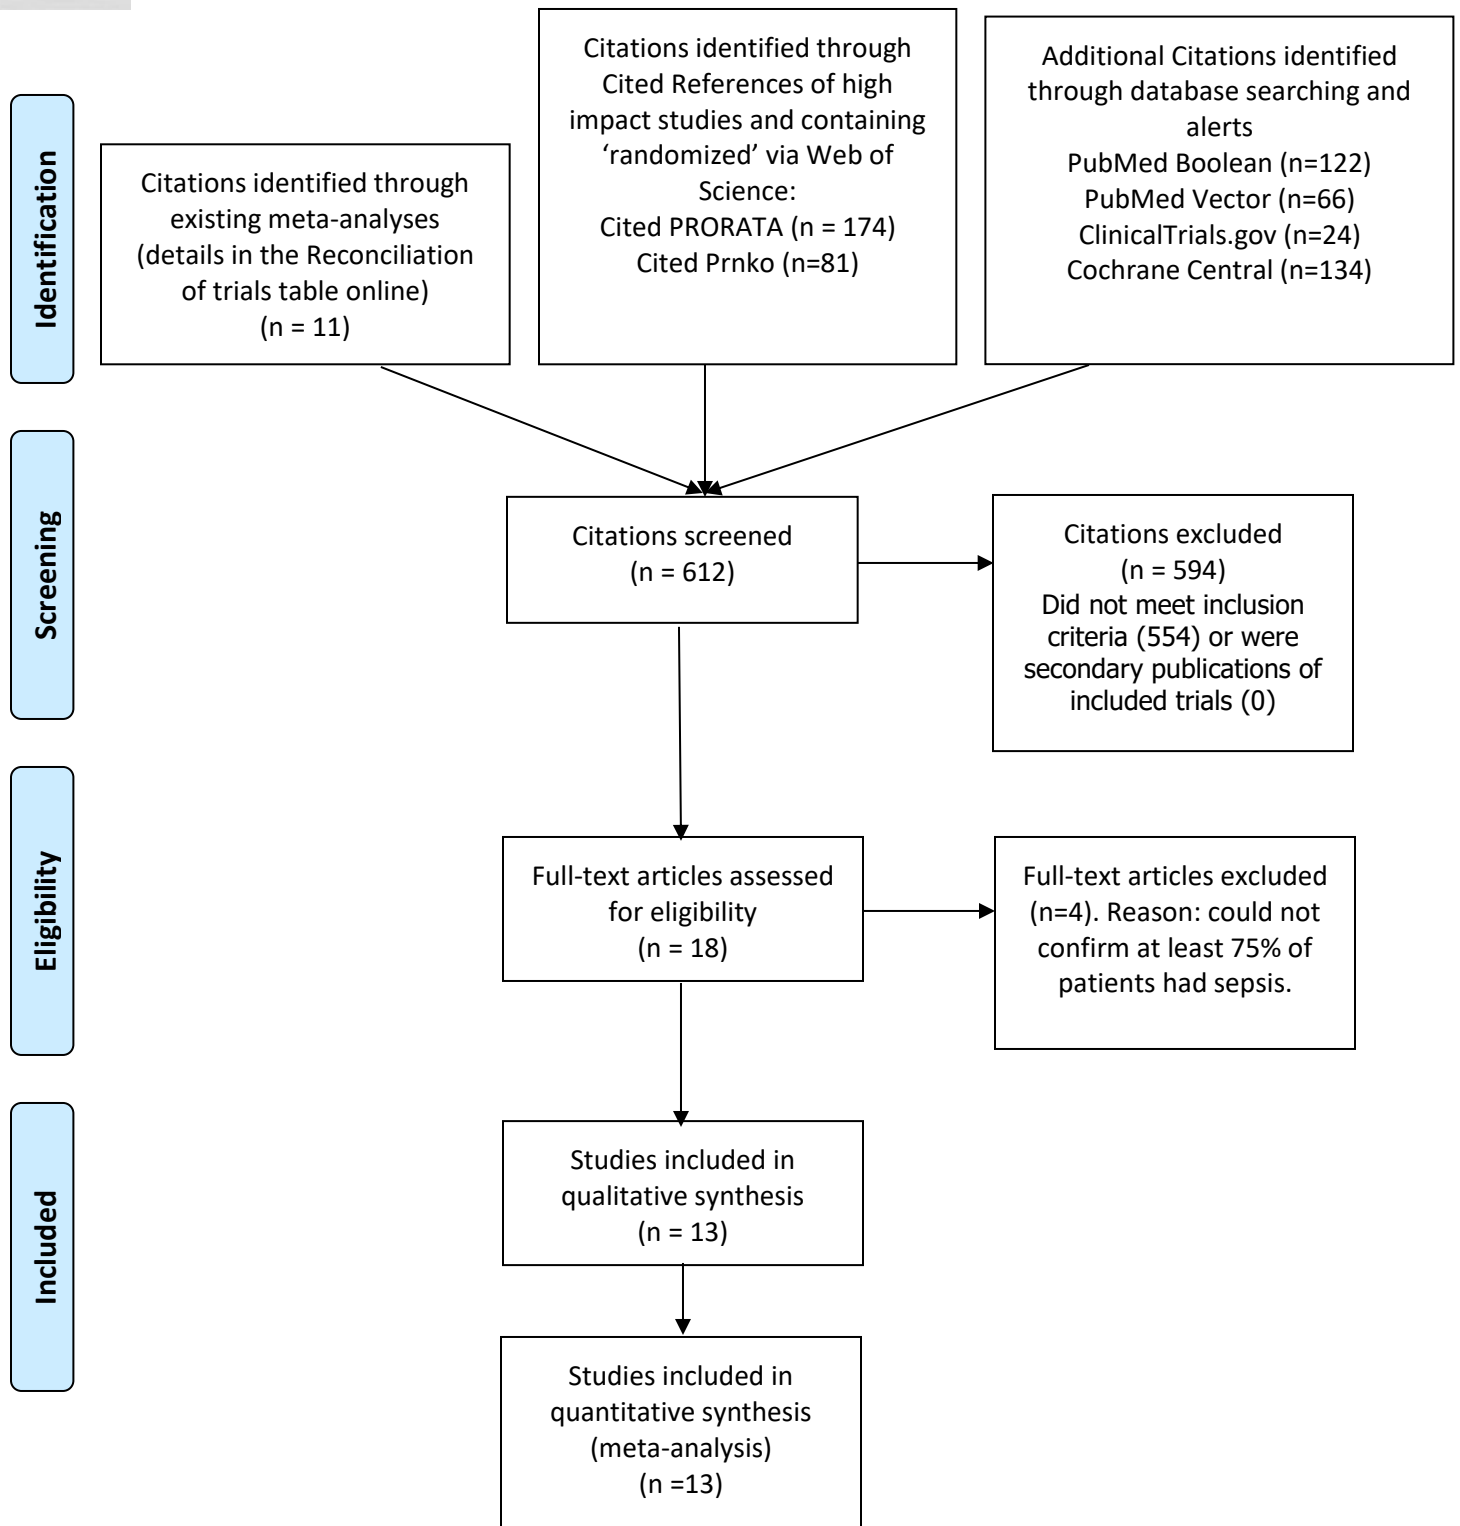 Identification
Citations identified through
existing meta-analyses
(details in the Reconciliation
of trials table online)
(n = 11)
Citations identified through
Cited References of high
impact studies and containing
‘randomized’ via Web of
Science:
Cited PRORATA (n = 174)
Cited Prnko (n=81)
Additional Citations identified
through database searching and
alerts
PubMed Boolean (n=122)
PubMed Vector (n=66)
ClinicalTrials.gov (n=24)
Cochrane Central (n=134)
Screening
Citations screened
(n = 612)
Citations excluded
(n = 594)
Did not meet inclusion
criteria (554) or were
secondary publications of
included trials (0)
Eligibility
Full-text articles assessed
for eligibility
(n = 18)
Full-text articles excluded
(n=4). Reason: could not
confirm at least 75% of
patients had sepsis.
Included
Studies included in
qualitative synthesis
(n = 13)
Studies included in
quantitative synthesis
(meta-analysis)
(n =13)